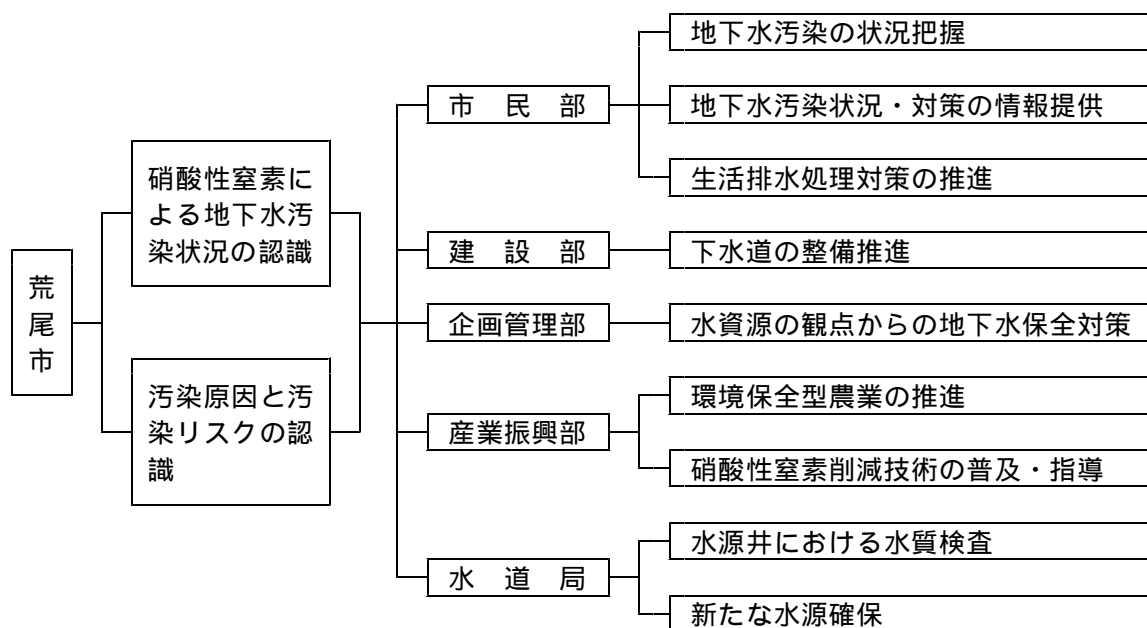 荒尾市
硝酸性窒素に
よる地下水汚
染状況の認識
汚染原因と汚
染リスクの認
識
市民部
地下水汚染の状況把握
地下水汚染状況・対策の情報提供
生活排水処理対策の推進
建設部
下水道の整備推進
企画管理部
水資源の観点からの地下水保全対策
産業振興部
環境保全型農業の推進
硝酸性窒素削減技術の普及・指導
水道局
水源井における水質検査
新たな水源確保